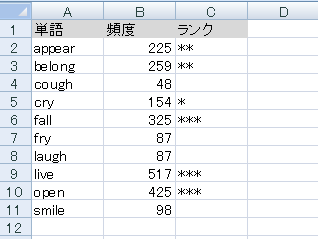 A B C D
1 単語 頻度 ランク
2 appear 225 **
3 belong 259 **
4 cough 48
5 cry 154 *
6 fall 325 ***
7 fry 87
8 laugh 87
9 live 517 ***
10 open 425 ***
11 smile 98
12